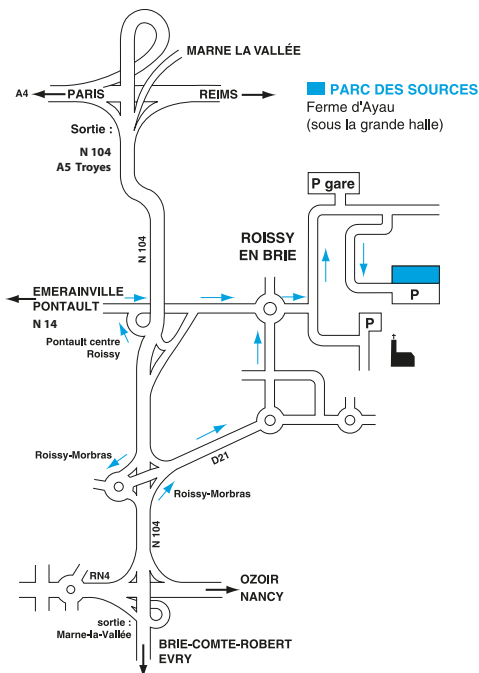 MARNE LA VALLÉE
A4
PARIS
REIMS
PARC DES SOURCES
Ferme d'Ayau
(sous la grande halle)
Sortie :
N 104
A5 Troyes
P gare
N 104
ROISSY
EN BRIE
EMERAINVILLE
PONTAULT
N 14
P
P
Pontault centre
Roissy
Roissy-Morbras
D21
Roissy-Morbras
N 104
RN4
OZOIR
NANCY
sortie :
Marne-la-Vallée
BRIE-COMTE-ROBERT
EVRY